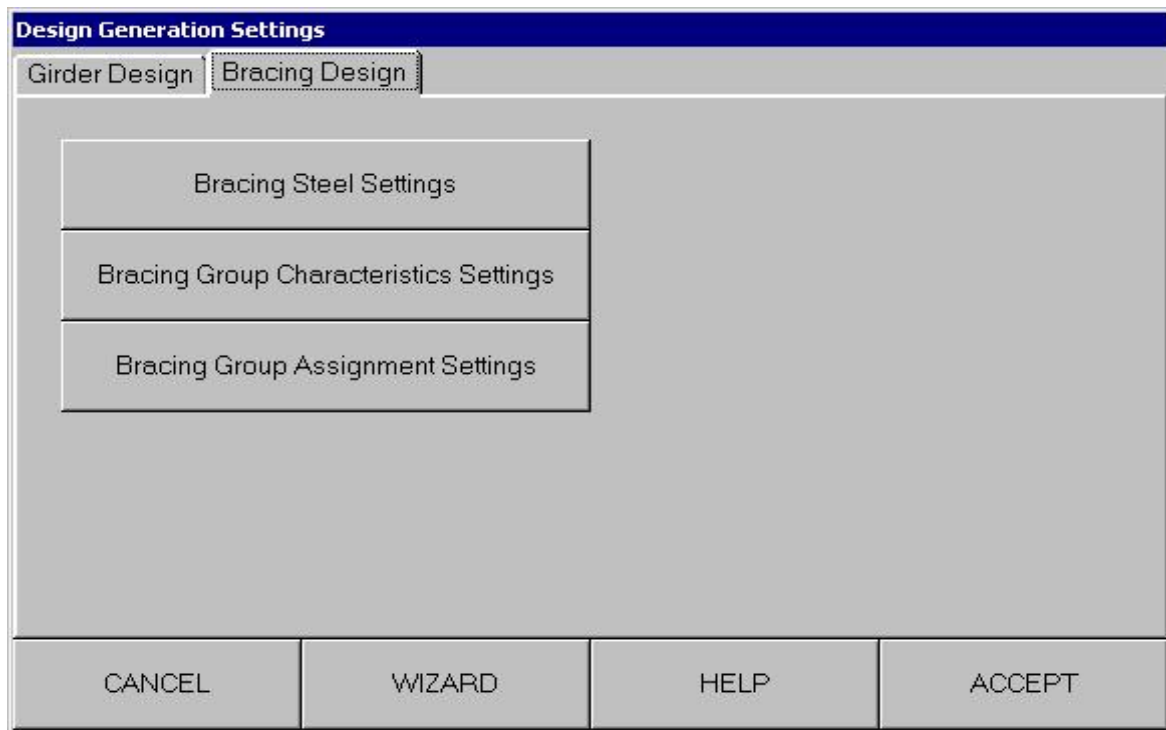 Design Generation Settings
Girder Design Bracing Design
Bracing Steel Settings
Bracing Group Characteristics Settings
Bracing Group Assignment Settings
CANCEL WIZARD HELP ACCEPT